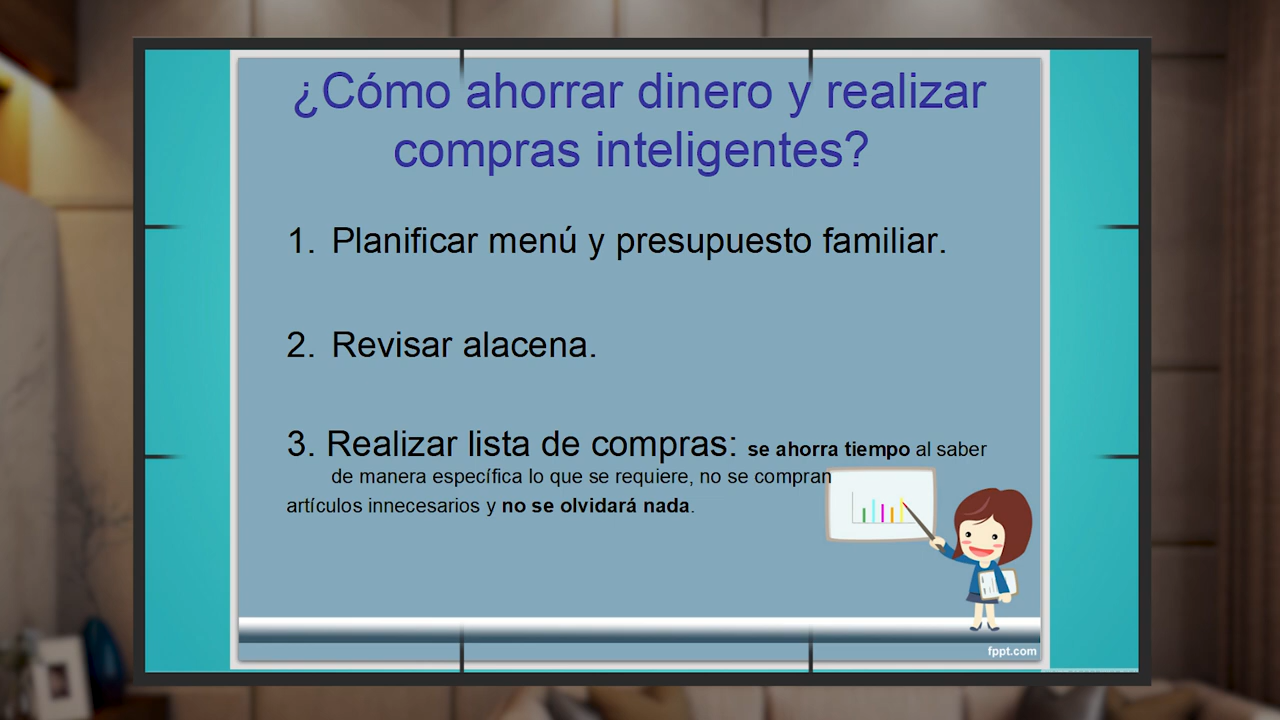 ¿Cómo ahorrar dinero y realizar
compras inteligentes?
1. Planificar menú y presupuesto familiar.
2. Revisar alacena.
3. Realizar lista de compras: se ahorra tiempo al saber
de manera específica lo que se requiere, no se compran
artículos innecesarios y no se olvidará nada.
fppt.com